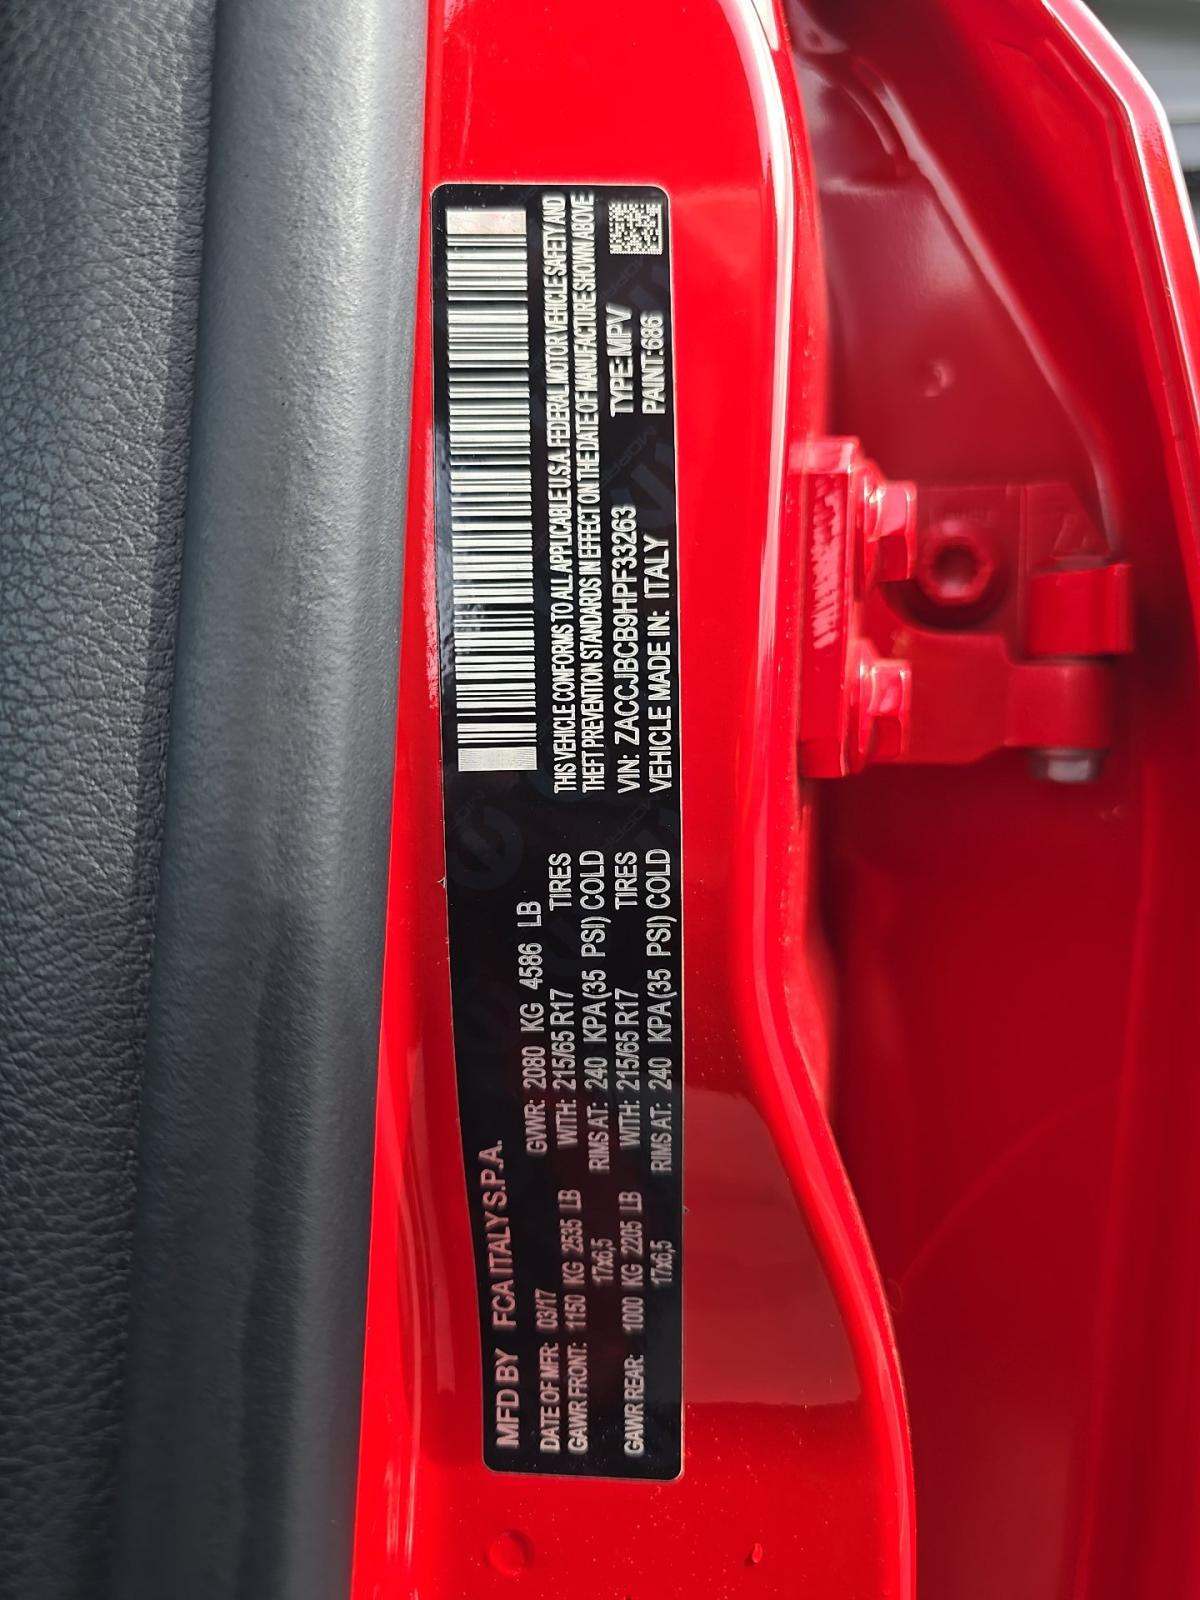 MFD BY FCA ITALY S.P.A.
DATE OF MFR: 03/17 GVWR: 2080 KG 4586 LB
GAWR FRONT: 1150 KG 2535 LB WITH: 215/65 R17 TIRES
17x6,5 RIMS AT: 240 KPA(35 PSI) COLD
GAWR REAR: 1000 KG 2205 LB WITH: 215/65 R17 TIRES
17x6,5 RIMS AT: 240 KPA(35 PSI) COLD
THIS VEHICLE CONFORMS TO ALL APPLICABLE U.S.A. FEDERAL MOTOR VEHICLE SAFETY AND
THEFT PREVENTION STANDARDS IN EFFECT ON THE DATE OF MANUFACTURE SHOWN ABOVE
VIN: ZACCJBCB9HPF33263 TYPE: MPV
VEHICLE MADE IN: ITALY PAINT: 686